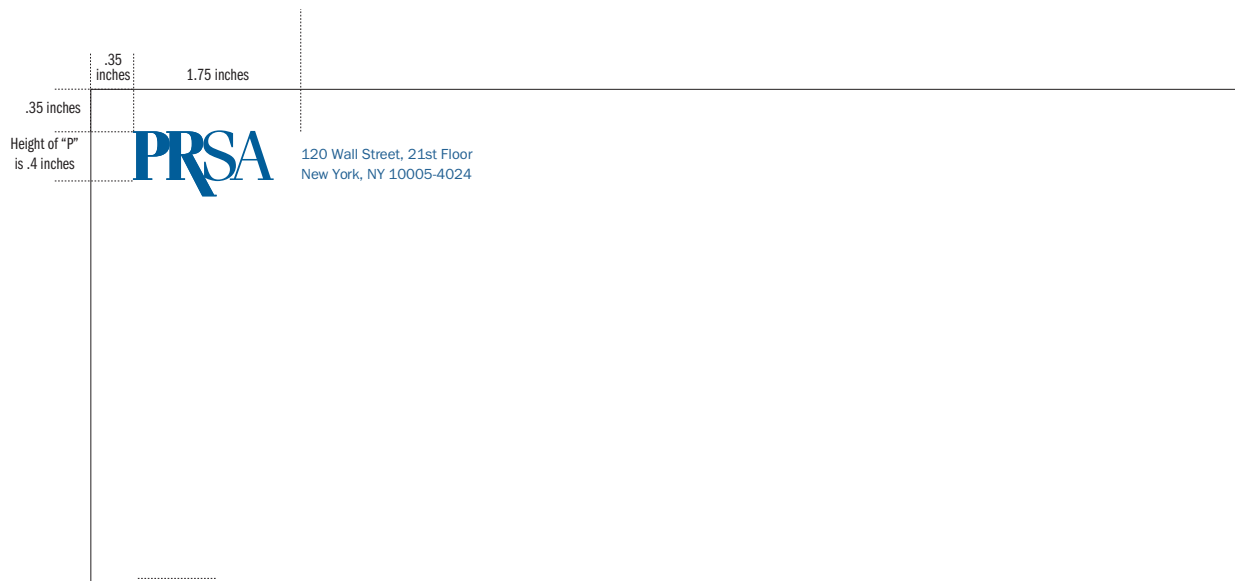 .35
inches
1.75 inches
.35 inches
Height of “P”
is .4 inches
PRSA
120 Wall Street, 21st Floor
New York, NY 10005-4024